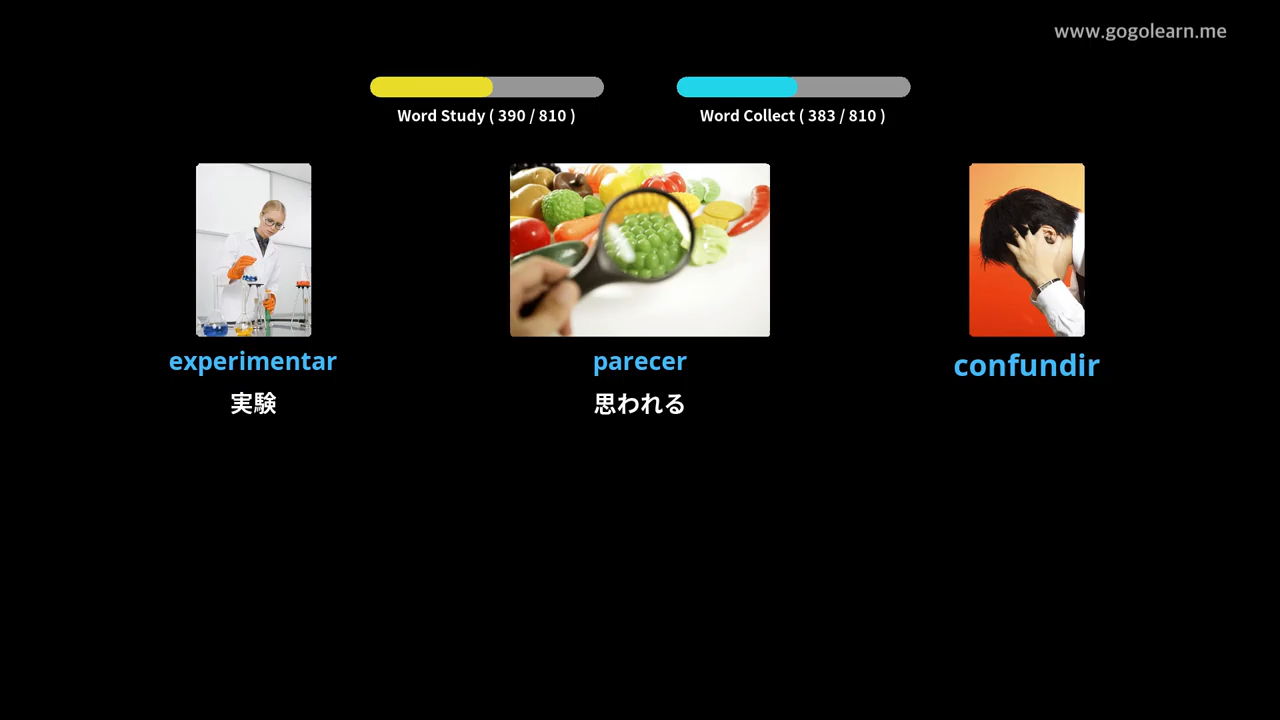 www.gogolearn.me
Word Study ( 390 / 810 )
Word Collect ( 383 / 810 )
experimentar
実験
parecer
思われる
confundir